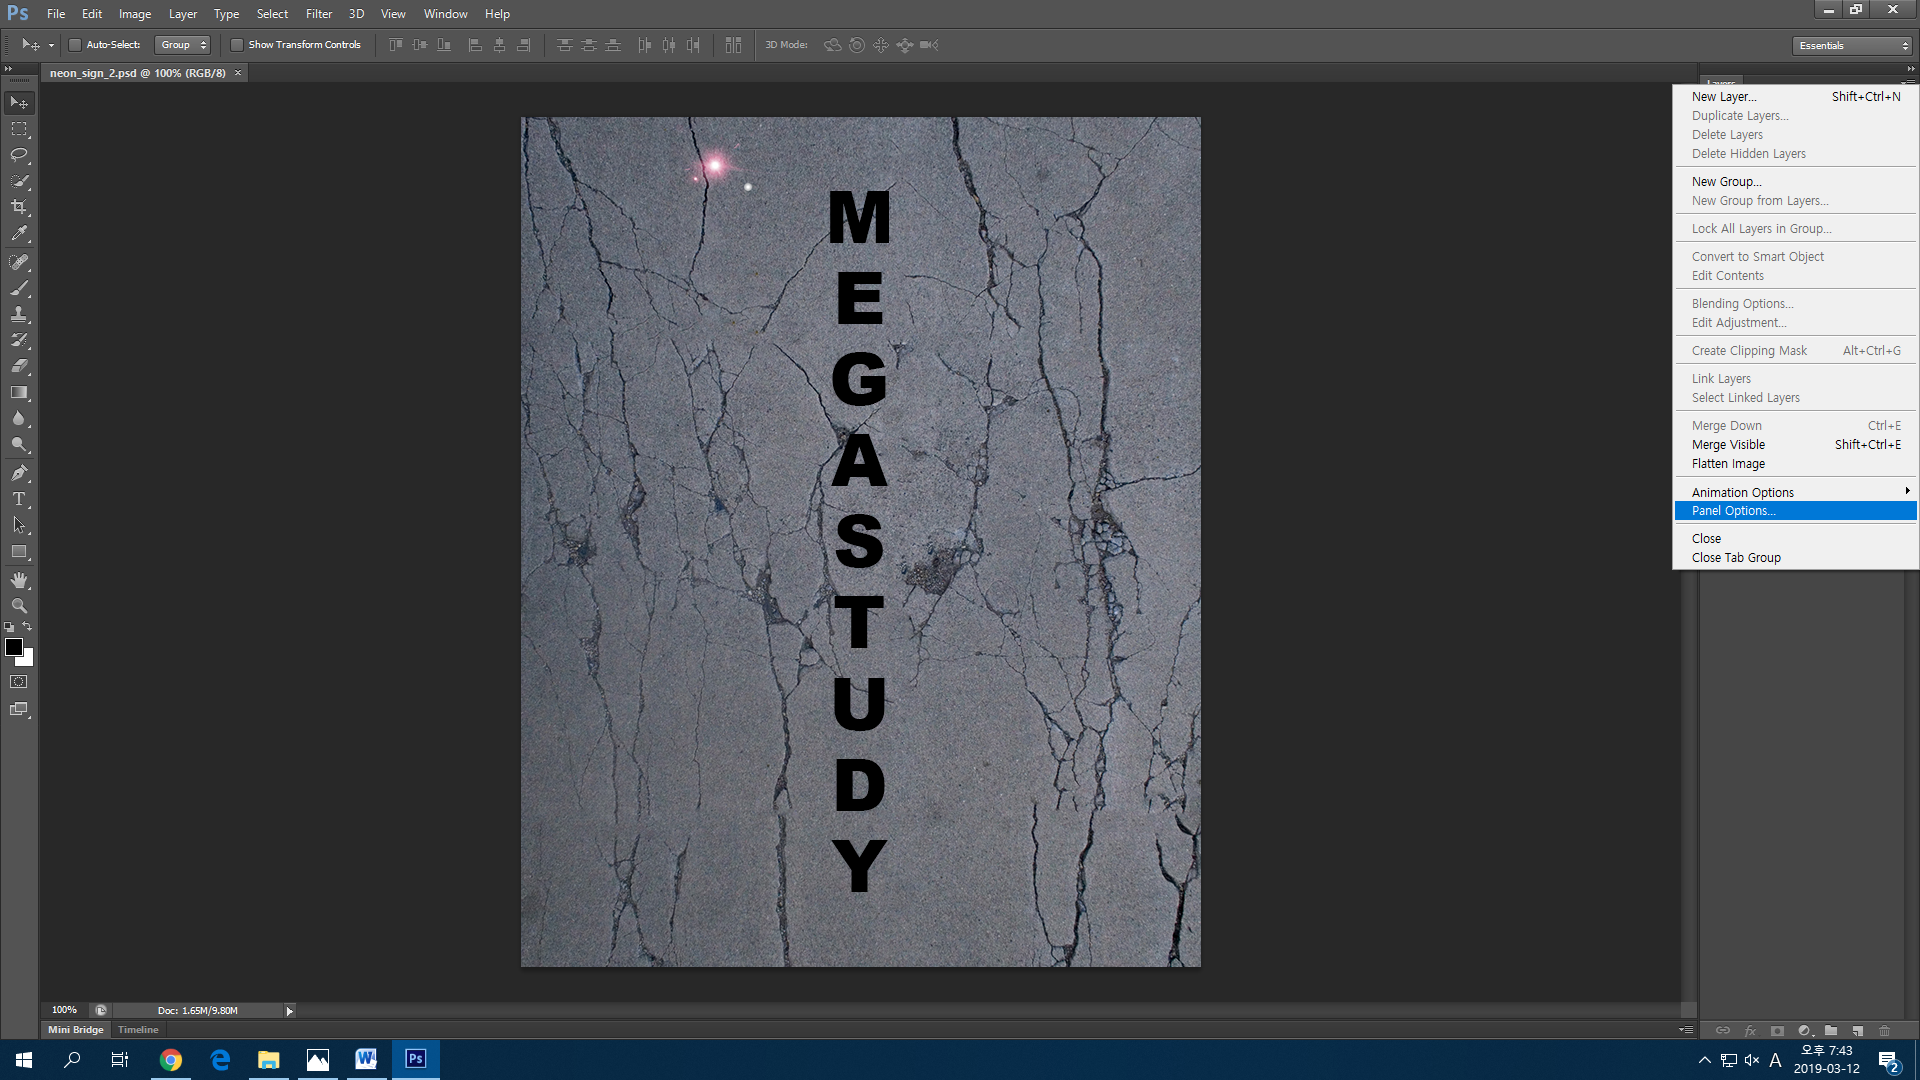 Ps File Edit Image Layer Type Select Filter 3D View Window Help
Auto-Select: Group Show Transform Controls 3D Mode: Essentials
neon_sign_2.psd @ 100% (RGB/8) ×
Layers
New Layer... Shift+Ctrl+N
Duplicate Layers...
Delete Layers
Delete Hidden Layers
New Group...
New Group from Layers...
Lock All Layers in Group...
Convert to Smart Object
Edit Contents
Blending Options...
Edit Adjustment...
Create Clipping Mask Alt+Ctrl+G
Link Layers
Select Linked Layers
Merge Down Ctrl+E
Merge Visible Shift+Ctrl+E
Flatten Image
Animation Options
Panel Options...
Close
Close Tab Group
M
E
G
A
S
T
U
D
Y
100% Doc: 1.65M/9.80M
Mini Bridge Timeline
A 오후 7:43
2019-03-12
2